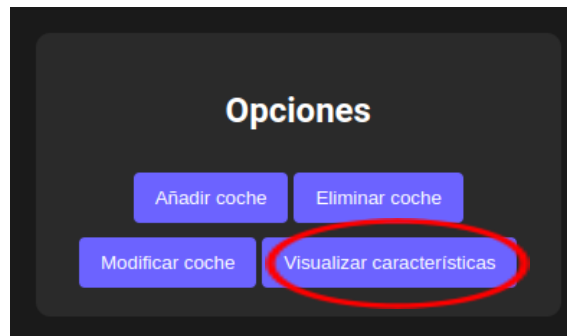 Opciones
Añadir coche Eliminar coche
Modificar coche Visualizar características